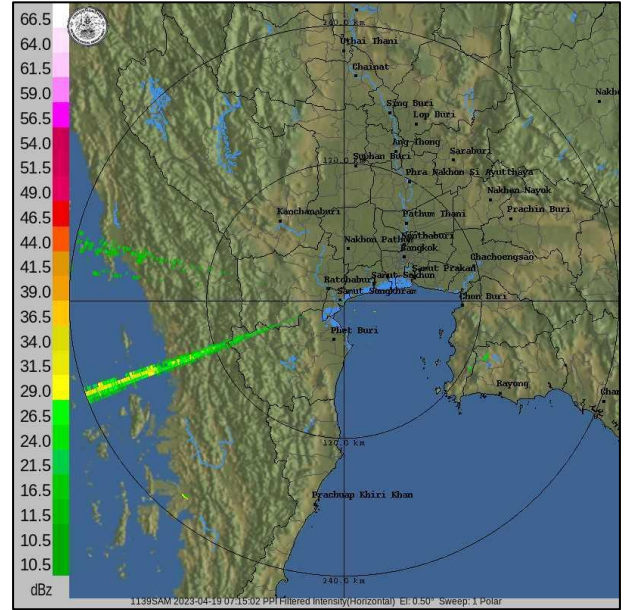 66.5
64.0
61.5
59.0
56.5
54.0
51.5
49.0
46.5
44.0
41.5
39.0
36.5
34.0
31.5
29.0
26.5
24.0
21.5
16.5
11.5
10.5
dBz
240.0 km
Uthai Thani
Chainat
Sing Buri
Lop Buri
Ang Thong
Saraburi
120.0 km
Suphan Buri
Phra Nakhon Si Ayutthaya
Nakhon Nayok
Kanchanaburi
Pathum Thani
Prachin Buri
Nonthaburi
Nakhon Pathom
Bangkok
Chachoengsao
Samut Prakan
Samut Sakhon
Ratchaburi
Samut Songkhram
Chon Buri
Phet Buri
Rayong
120.0 km
Prachuap Khiri Khan
240.0 km
1139SAM 2023-04-19 07:15:02 PPI Filtered Intensity(Horizontal) El: 0.50° Sweep: 1 Polar